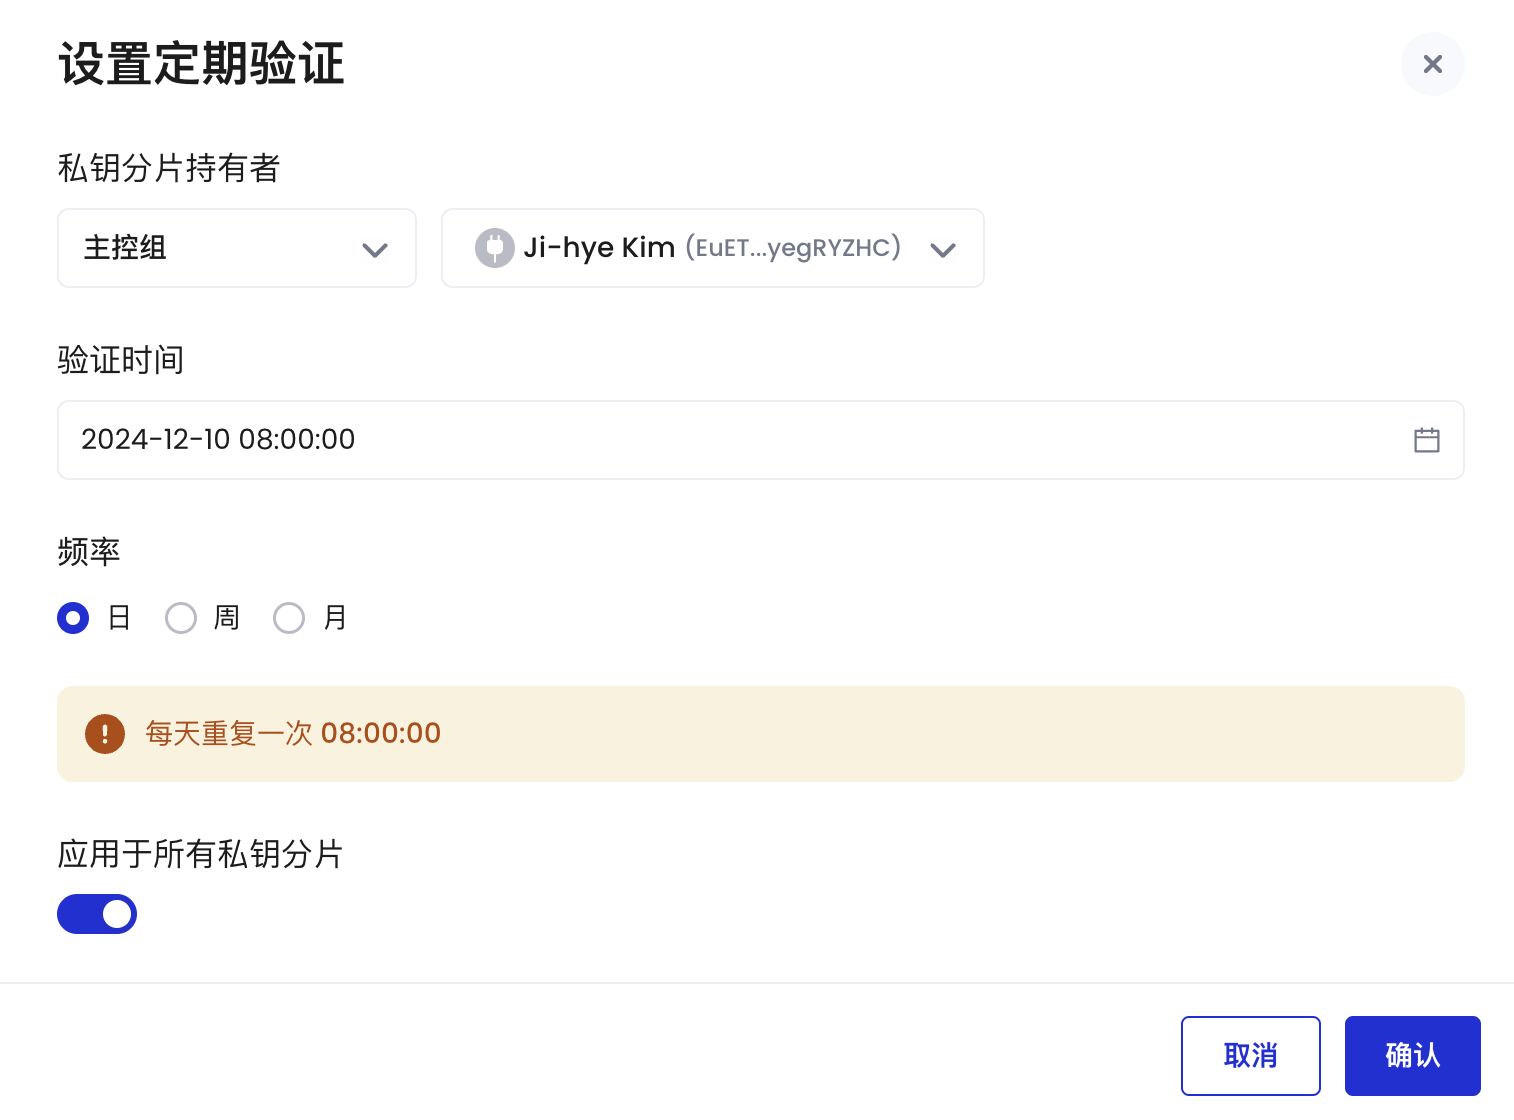 设置定期验证
私钥分片持有者
主控组
Ji-hye Kim (EuET...yegRYZHC)
验证时间
2024-12-10 08:00:00
频率
日 周 月
每天重复一次 08:00:00
应用于所有私钥分片
取消 确认